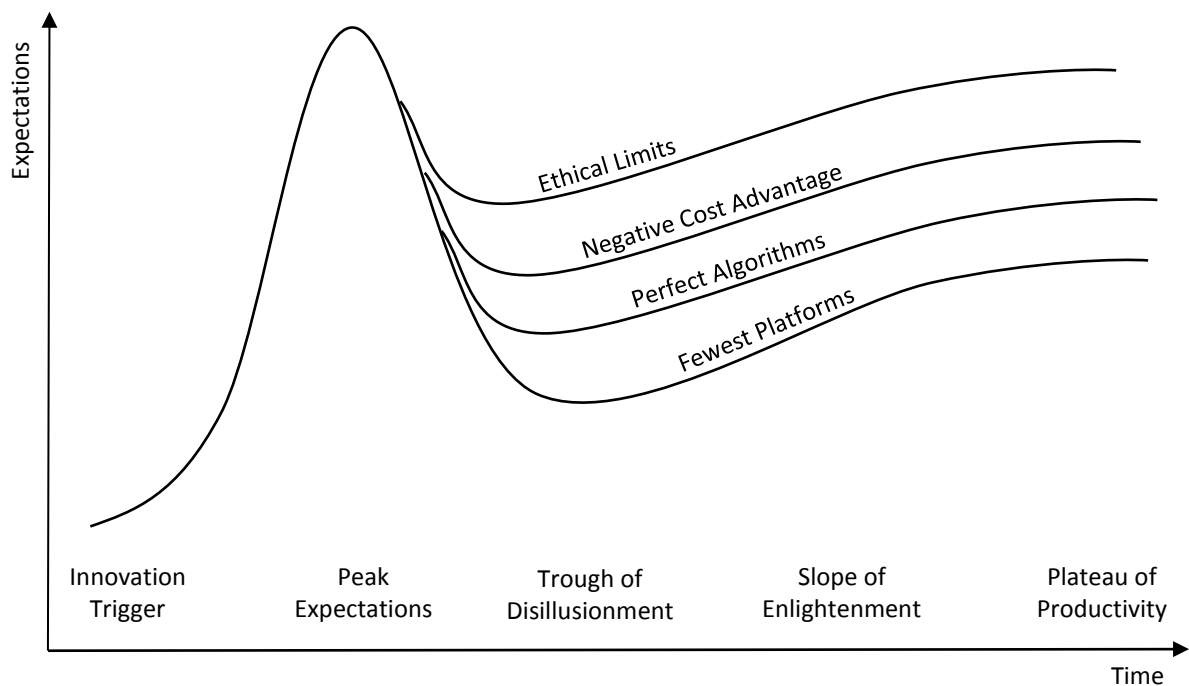 Expectations
Ethical Limits
Negative Cost Advantage
Perfect Algorithms
Fewest Platforms
Innovation
Trigger
Peak
Expectations
Trough of
Disillusionment
Slope of
Enlightenment
Plateau of
Productivity
Time